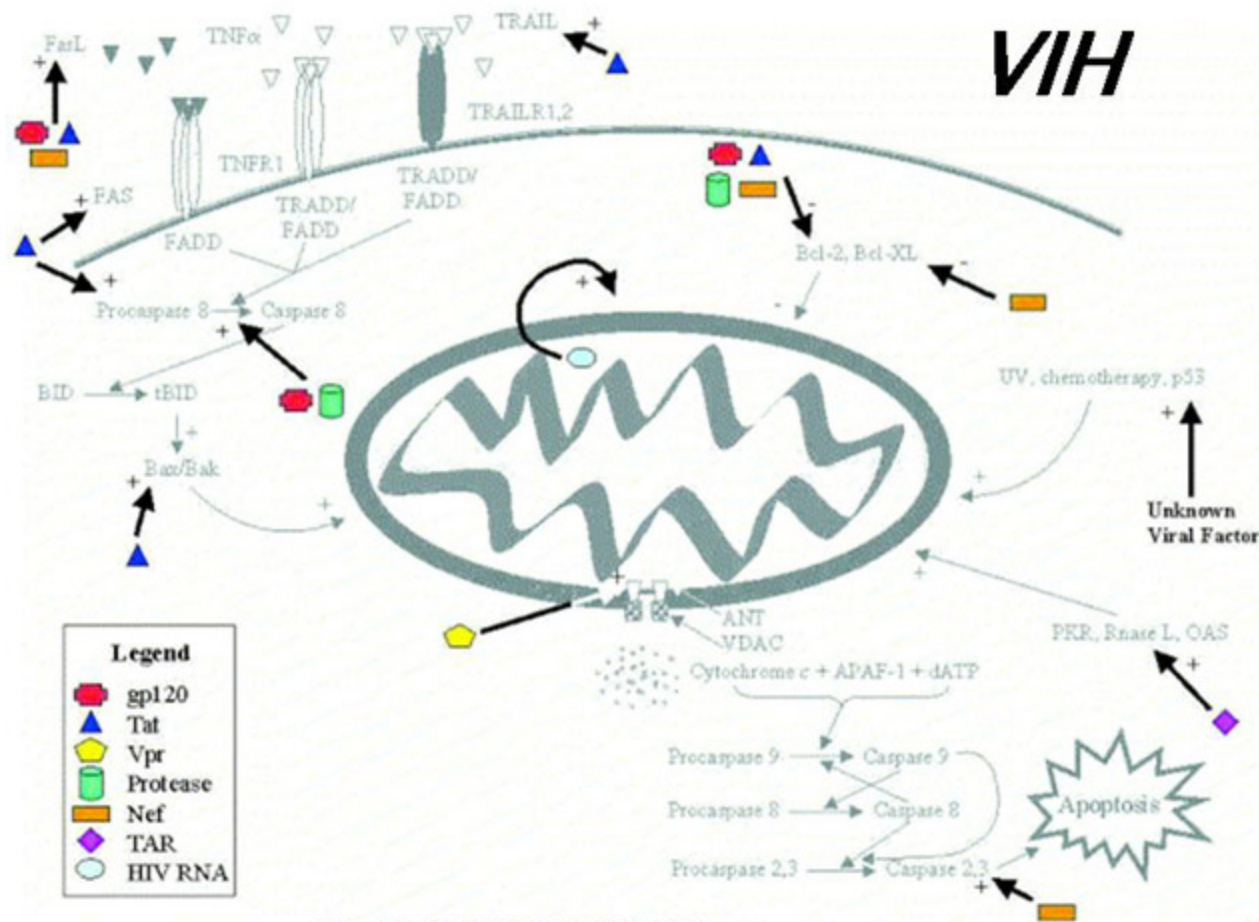 VIH
FasL
TNFα
TRAIL
TRAILR1,2
TNFR1
FAS
TRADD/
FADD
TRADD/
FADD
FADD
Bcl-2, Bcl-XL
Procaspase 8
Caspase 8
BID
tBID
UV, chemotherapy, p53
Bax/Bak
Unknown
Viral Factor
ANT
VDAC
PKR, Rnase L, OAS
Cytochrome c + APAF-1 + dATP
Procaspase 9
Caspase 9
Procaspase 8
Caspase 8
Apoptosis
Procaspase 2,3
Caspase 2,3
Legend
gp120
Tat
Vpr
Protease
Nef
TAR
HIV RNA